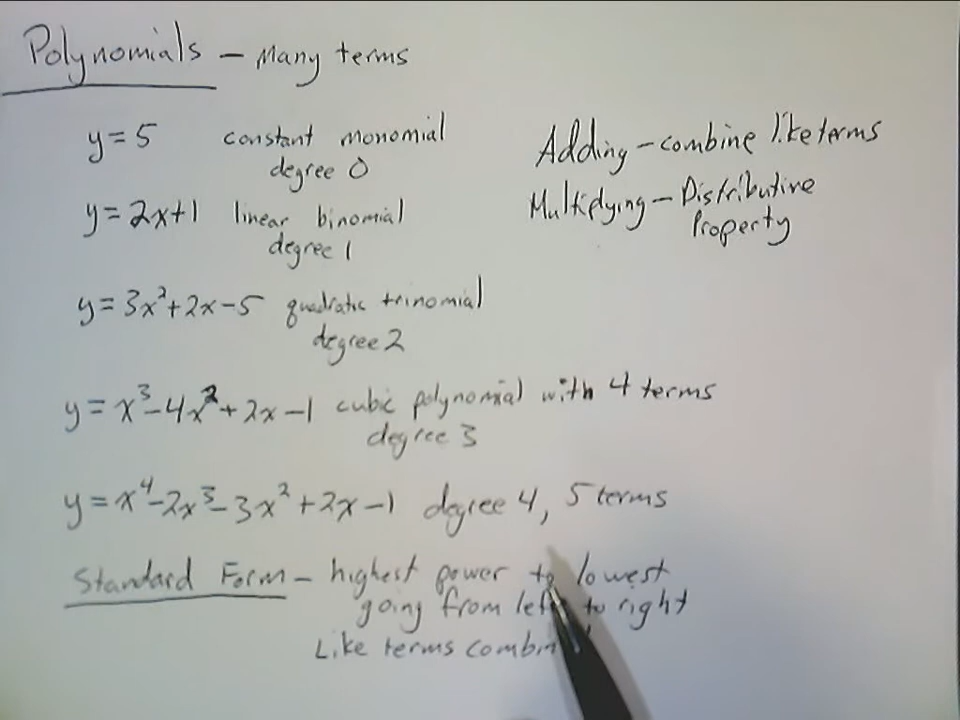 Polynomials - Many terms
y = 5 constant monomial
degree 0
y = 2x+1 linear binomial
degree 1
y = 3x²+2x-5 quadratic trinomial
degree 2
y = x³-4x²+2x-1 cubic polynomial with 4 terms
degree 3
y = x⁴-2x³-3x²+2x-1 degree 4, 5 terms
Standard Form - highest power to lowest
going from left to right
Like terms
Adding - combine like terms
Multiplying - Distributive
Property